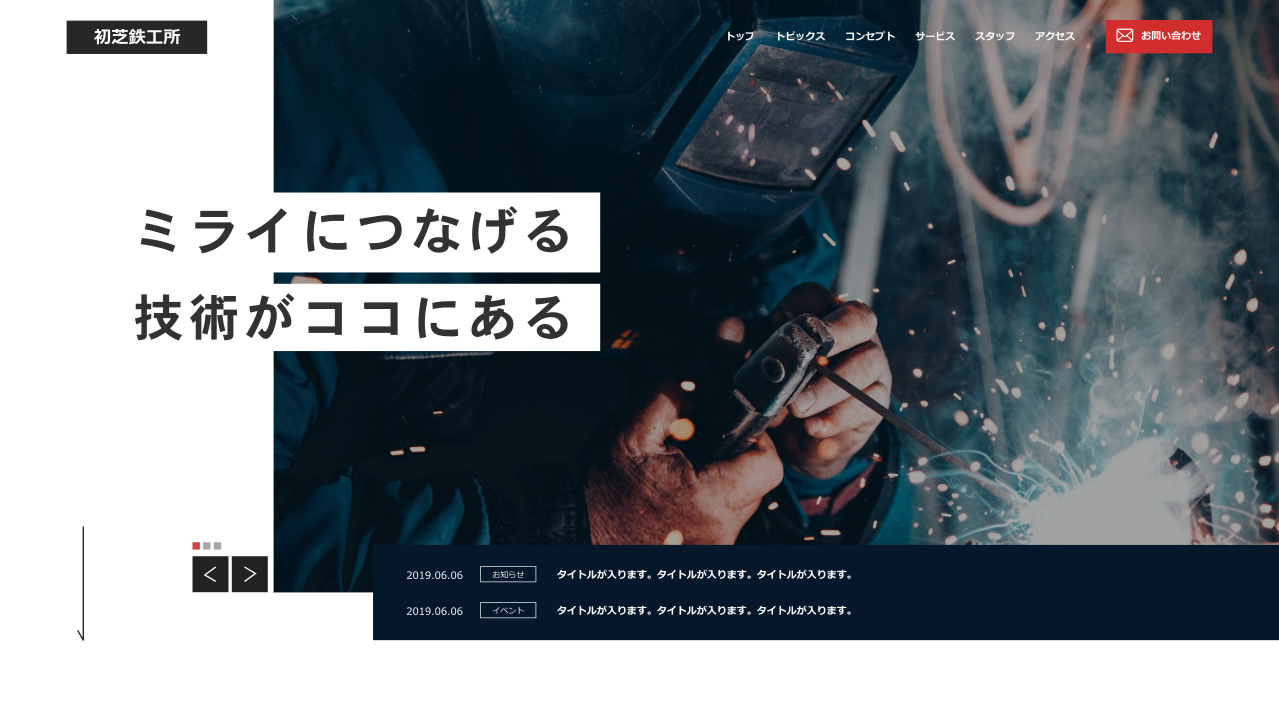 初芝鉄工所
トップ トピックス コンセプト サービス スタッフ アクセス お問い合わせ
ミライにつなげる
技術がココにある
2019.06.06 お知らせ タイトルが入ります。タイトルが入ります。タイトルが入ります。
2019.06.06 イベント タイトルが入ります。タイトルが入ります。タイトルが入ります。